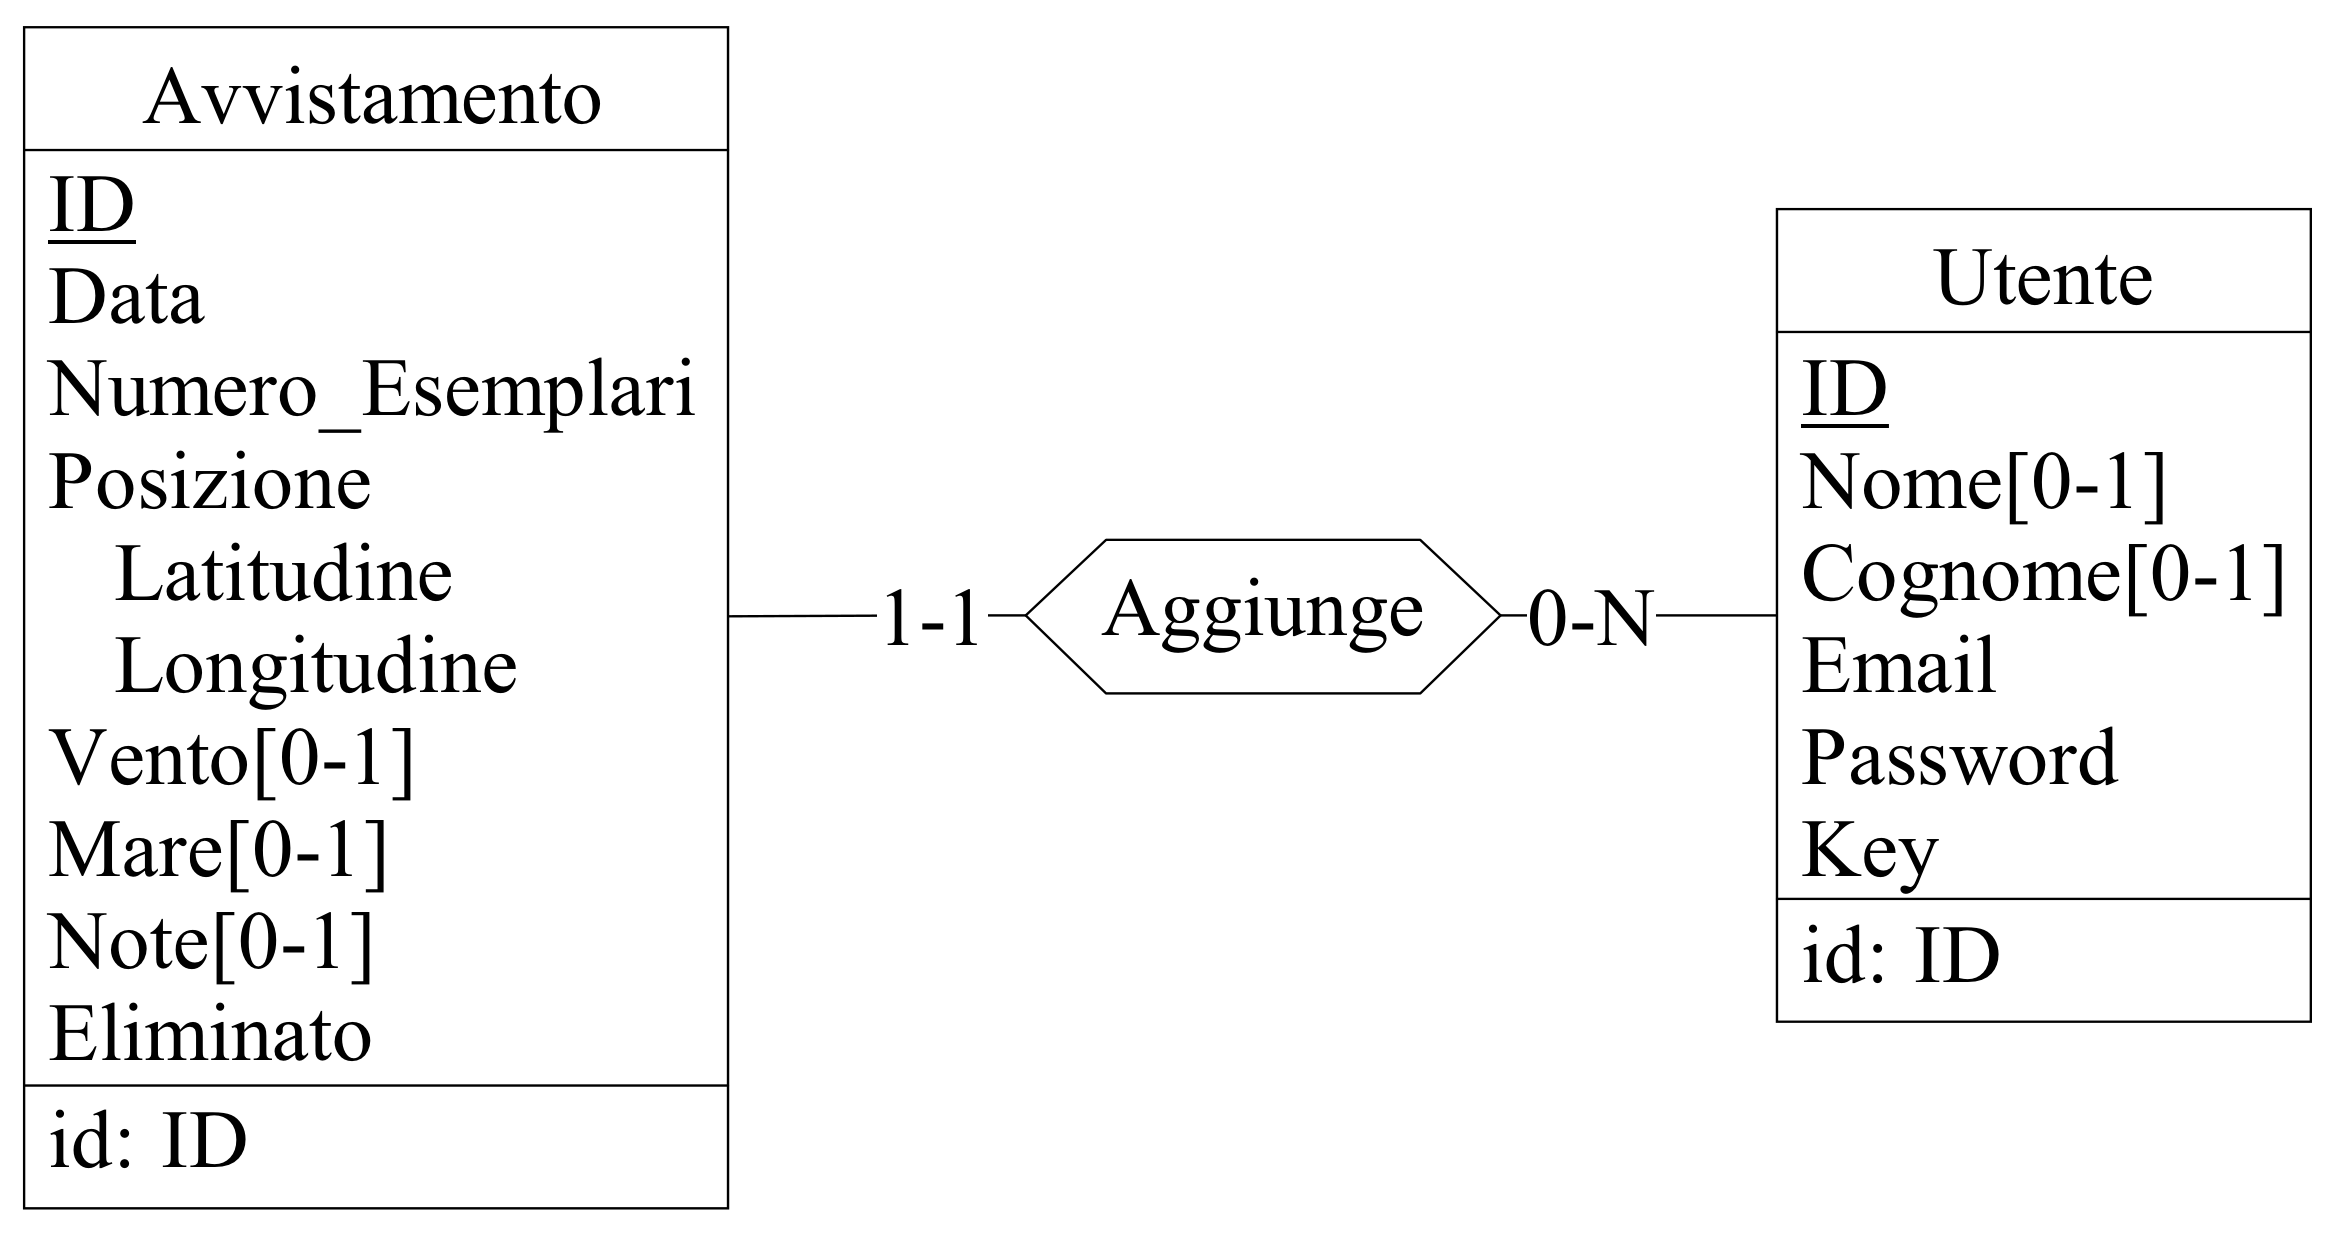 Avvistamento
ID
Data
Numero_Esemplari
Posizione
Latitudine
Longitudine
Vento[0-1]
Mare[0-1]
Note[0-1]
Eliminato
id: ID
1-1
Aggiunge
0-N
Utente
ID
Nome[0-1]
Cognome[0-1]
Email
Password
Key
id: ID